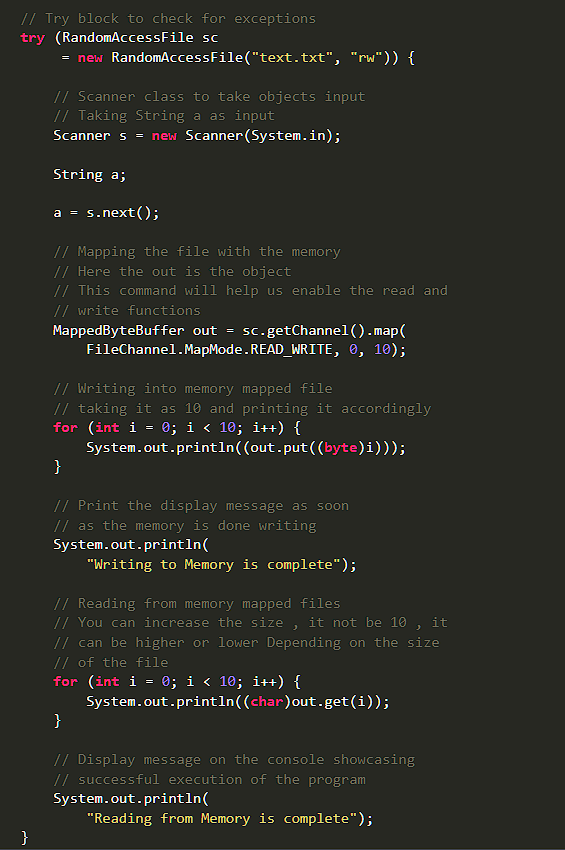 // Try block to check for exceptions
try (RandomAccessFile sc
= new RandomAccessFile("text.txt", "rw")) {
// Scanner class to take objects input
// Taking String a as input
Scanner s = new Scanner(System.in);
String a;
a = s.next();
// Mapping the file with the memory
// Here the out is the object
// This command will help us enable the read and
// write functions
MappedByteBuffer out = sc.getChannel().map(
FileChannel.MapMode.READ_WRITE, 0, 10);
// Writing into memory mapped file
// taking it as 10 and printing it accordingly
for (int i = 0; i < 10; i++) {
System.out.println((out.put((byte)i)));
}
// Print the display message as soon
// as the memory is done writing
System.out.println(
"Writing to Memory is complete");
// Reading from memory mapped files
// You can increase the size , it not be 10 , it
// can be higher or lower Depending on the size
// of the file
for (int i = 0; i < 10; i++) {
System.out.println((char)out.get(i));
}
// Display message on the console showcasing
// successful execution of the program
System.out.println(
"Reading from Memory is complete");
}